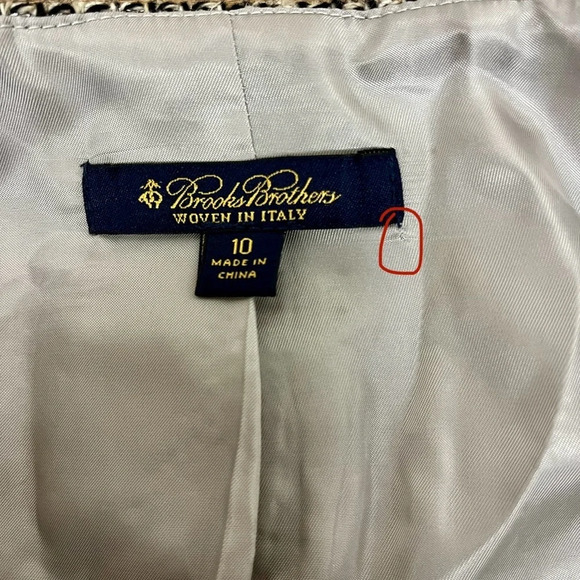 Brooks Brothers
WOVEN IN ITALY
10
MADE IN
CHINA